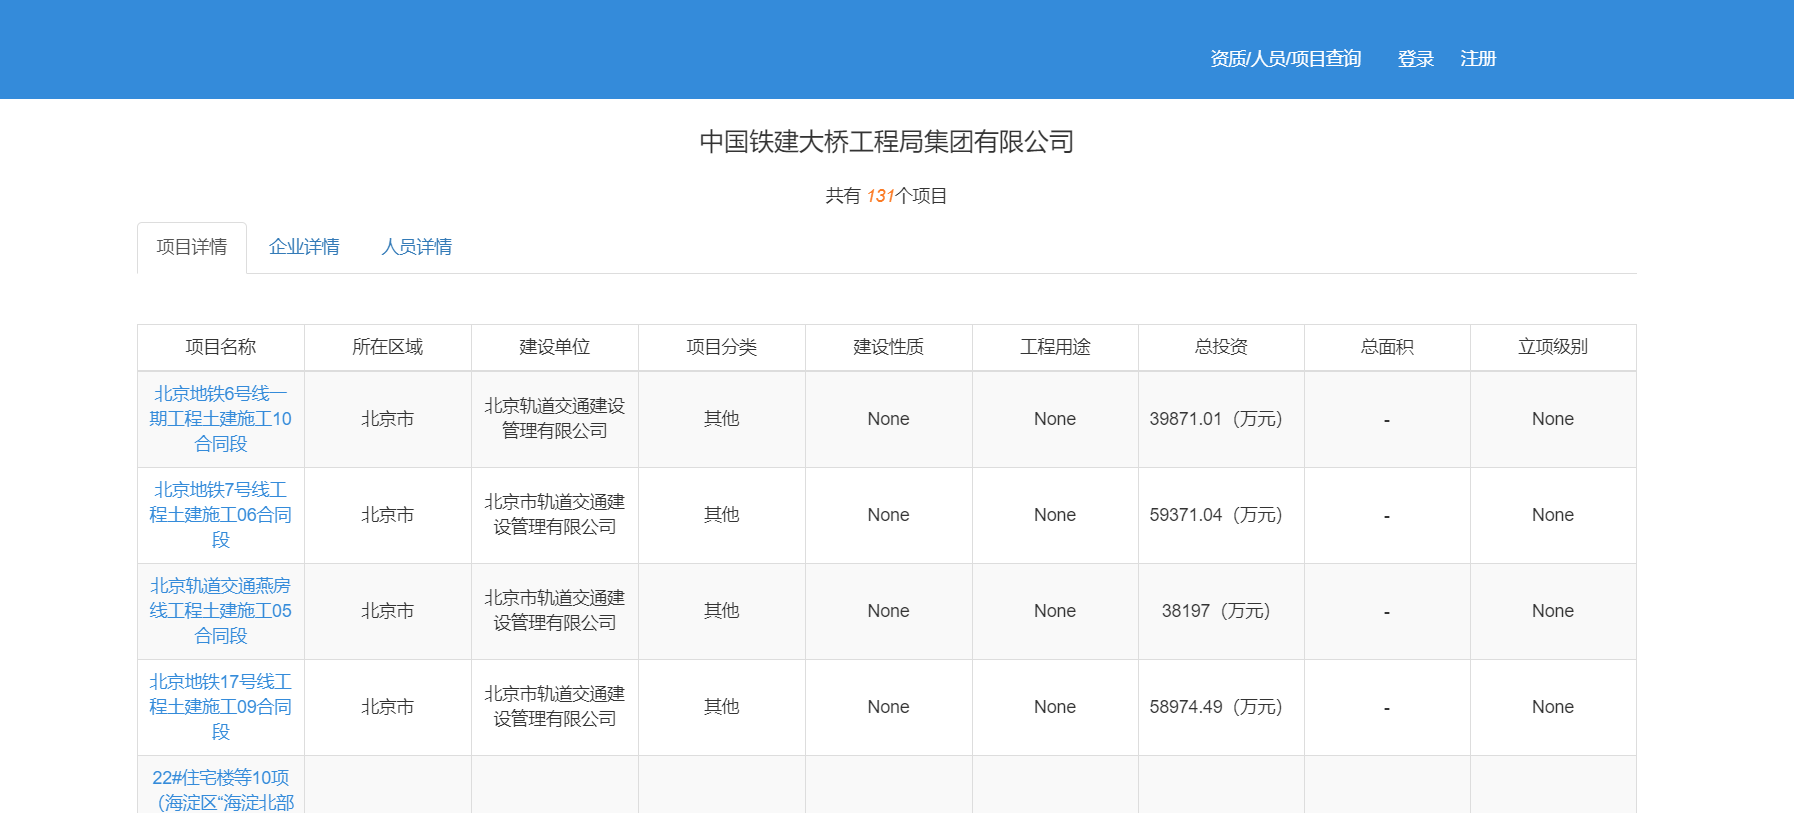 资质/人员/项目查询 登录 注册
中国铁建大桥工程局集团有限公司
共有 131个项目
项目详情 企业详情 人员详情
项目名称 所在区域 建设单位 项目分类 建设性质 工程用途 总投资 总面积 立项级别
北京地铁6号线一
期工程土建施工10
合同段
北京市
北京轨道交通建设
管理有限公司
其他
None
None
39871.01（万元）
-
None
北京地铁7号线工
程土建施工06合同
段
北京市
北京市轨道交通建
设管理有限公司
其他
None
None
59371.04（万元）
-
None
北京轨道交通燕房
线工程土建施工05
合同段
北京市
北京市轨道交通建
设管理有限公司
其他
None
None
38197（万元）
-
None
北京地铁17号线工
程土建施工09合同
段
北京市
北京市轨道交通建
设管理有限公司
其他
None
None
58974.49（万元）
-
None
22#住宅楼等10项
（海淀区“海淀北部